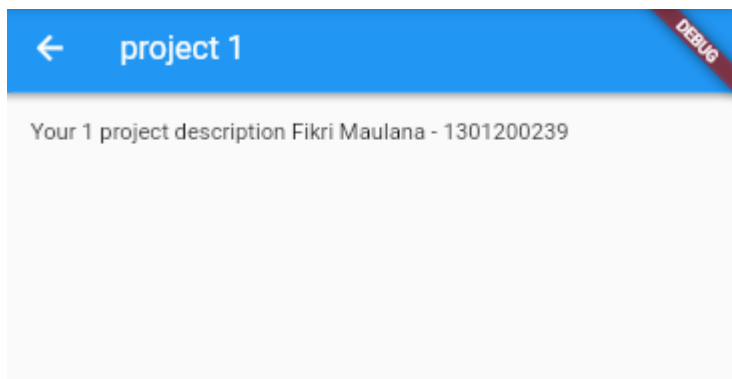 project 1
DEBUG
Your 1 project description Fikri Maulana - 1301200239